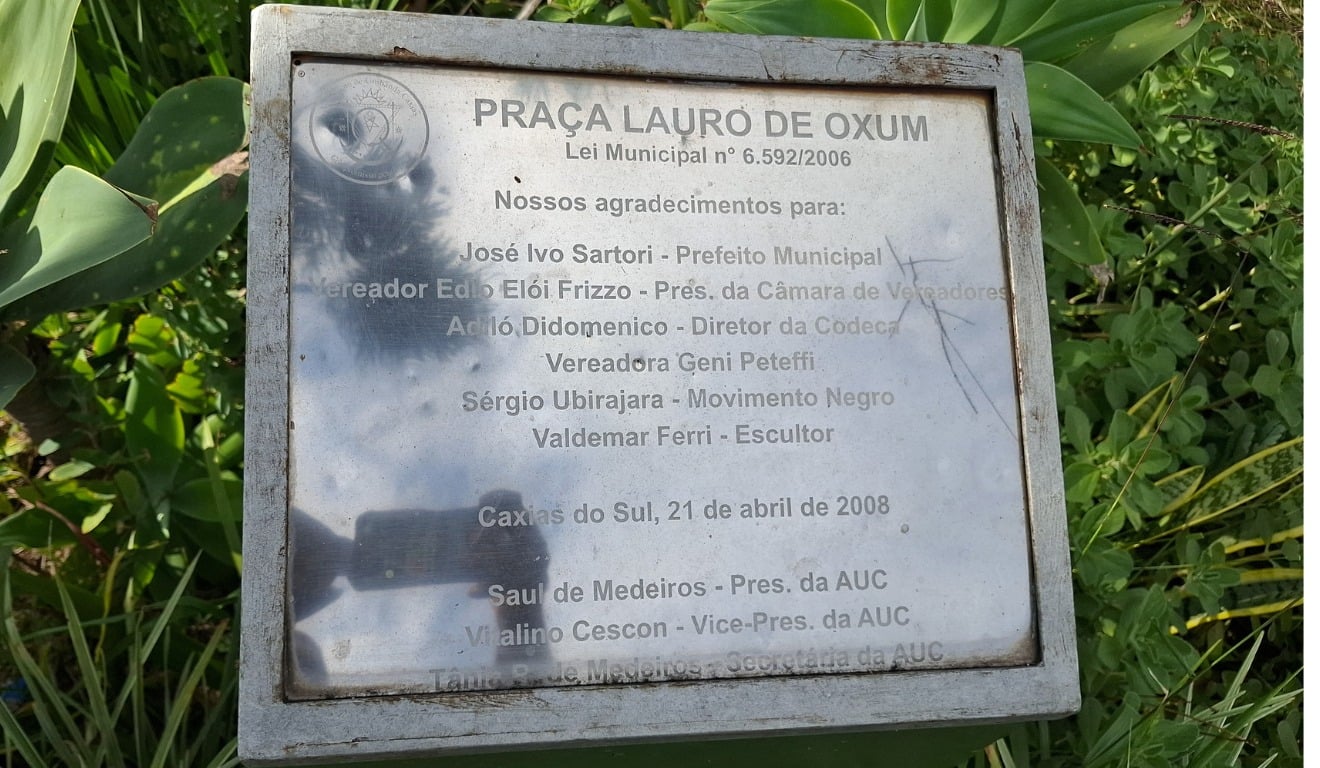 PRAÇA LAURO DE OXUM
Lei Municipal n° 6.592/2006
Nossos agradecimentos para:
José Ivo Sartori - Prefeito Municipal
Vereador Edio Elói Frizzo - Pres. da Câmara de Vereadores
Adiló Didomenico - Diretor da Codeca
Vereadora Geni Peteffi
Sérgio Ubirajara - Movimento Negro
Valdemar Ferri - Escultor
Caxias do Sul, 21 de abril de 2008
Saul de Medeiros - Pres. da AUC
Vitalino Cescon - Vice-Pres. da AUC
Tânia R. de Medeiros - Secretária da AUC